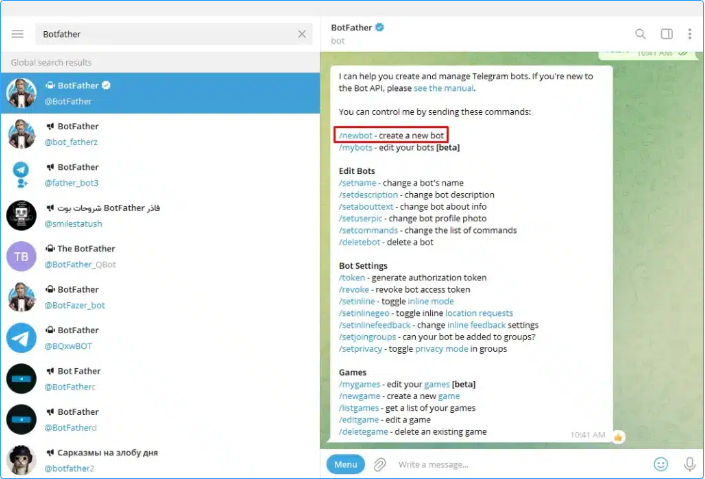 Botfather
Global search results
BotFather
@BotFather
BotFather
@bot_fatherz
BotFather
@father_bot3
فادر BotFather شروحات بوت
@smilestatush
TB
The BotFather
@BotFather_QBot
BotFather
@BotFazer_bot
BotFather
@BQxwBOT
Bot Father
@BotFatherc
BotFather
@BotFatherd
Сарказмы на злобу дня
@botfather2
BotFather
bot
10:41 AM
I can help you create and manage Telegram bots. If you're new to
the Bot API, please see the manual.
You can control me by sending these commands:
/newbot - create a new bot
/mybots - edit your bots [beta]
Edit Bots
/setname - change a bot's name
/setdescription - change bot description
/setabouttext - change bot about info
/setuserpic - change bot profile photo
/setcommands - change the list of commands
/deletebot - delete a bot
Bot Settings
/token - generate authorization token
/revoke - revoke bot access token
/setinline - toggle inline mode
/setinlinegeo - toggle inline location requests
/setinlinefeedback - change inline feedback settings
/setjoingroups - can your bot be added to groups?
/setprivacy - toggle privacy mode in groups
Games
/mygames - edit your games [beta]
/newgame - create a new game
/listgames - get a list of your games
/editgame - edit a game
/deletegame - delete an existing game
10:41 AM
Menu
Write a message...